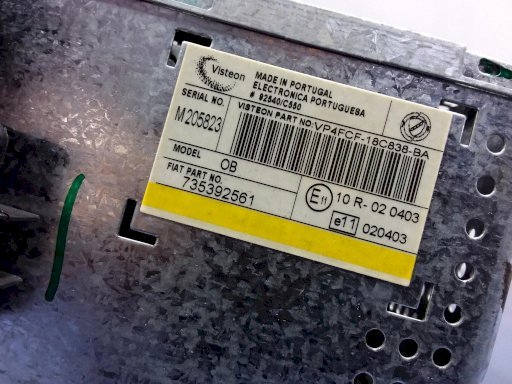 Visteon
MADE IN PORTUGAL
ELECTRONICA PORTUGUESA
# 92540/C550
SERIAL NO.
M205823
VISTEON PART NO: VP4FCF-18C838-BA
MODEL
OB
FIAT PART NO.
735392561
E11
10 R- 02 0403
e11 020403